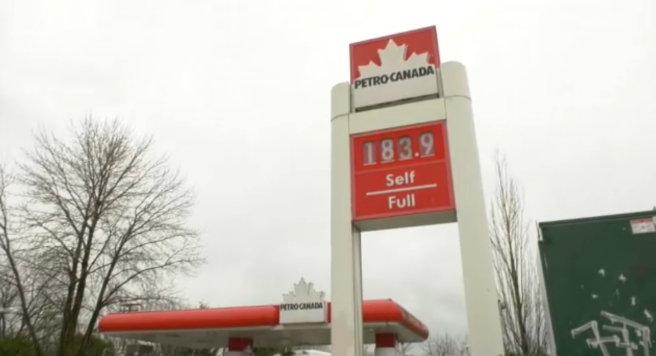 PETRO-CANADA
183.9
Self
Full
PETRO-CANADA